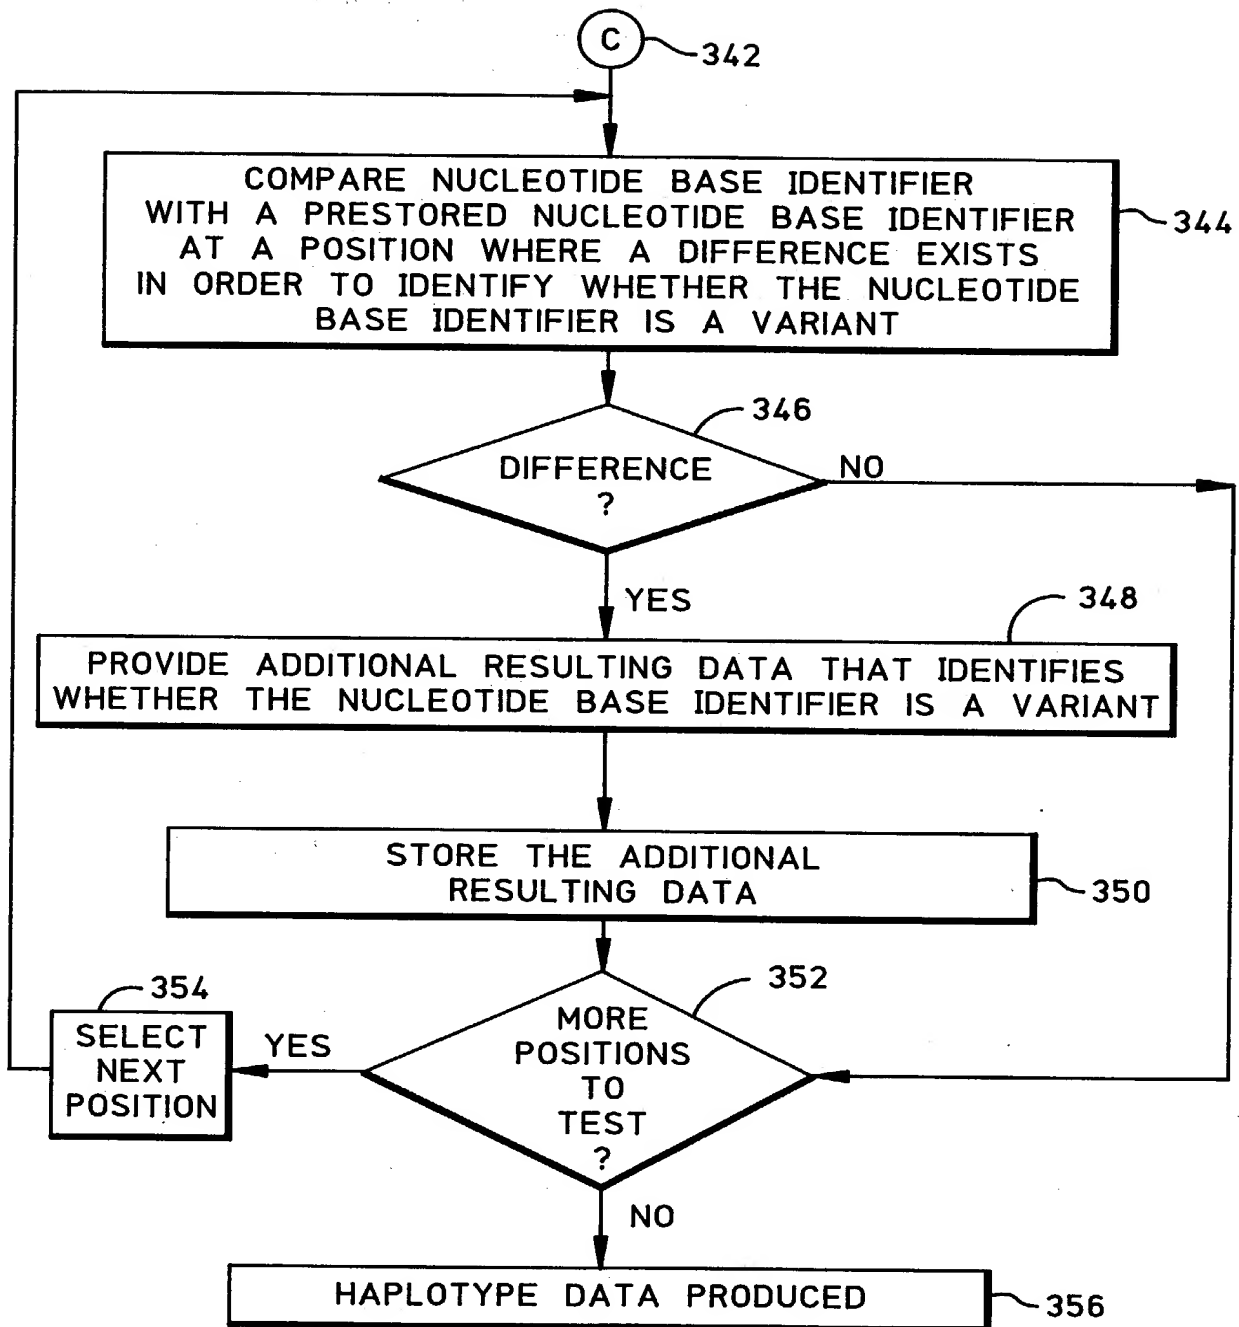 C
342
COMPARE NUCLEOTIDE BASE IDENTIFIER
WITH A PRESTORED NUCLEOTIDE BASE IDENTIFIER
AT A POSITION WHERE A DIFFERENCE EXISTS
IN ORDER TO IDENTIFY WHETHER THE NUCLEOTIDE
BASE IDENTIFIER IS A VARIANT
344
346
DIFFERENCE
?
NO
YES
348
PROVIDE ADDITIONAL RESULTING DATA THAT IDENTIFIES
WHETHER THE NUCLEOTIDE BASE IDENTIFIER IS A VARIANT
STORE THE ADDITIONAL
RESULTING DATA
350
352
MORE
POSITIONS
TO
TEST
?
YES
354
SELECT
NEXT
POSITION
NO
HAPLOTYPE DATA PRODUCED
356